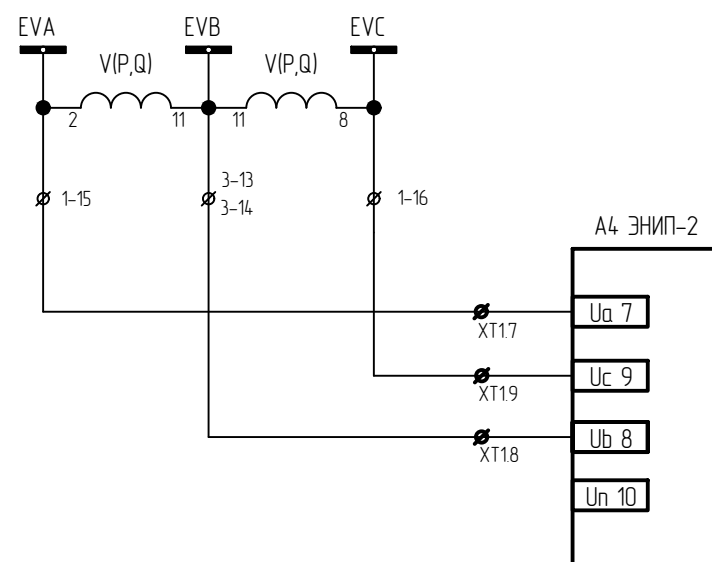 EVA EVB EVC
V(P,Q) V(P,Q)
2 11 11 8
1-15 3-13 1-16
3-14
A4 ЭНИП-2
Ua 7
XT1.7
Uc 9
XT1.9
Ub 8
XT1.8
Un 10